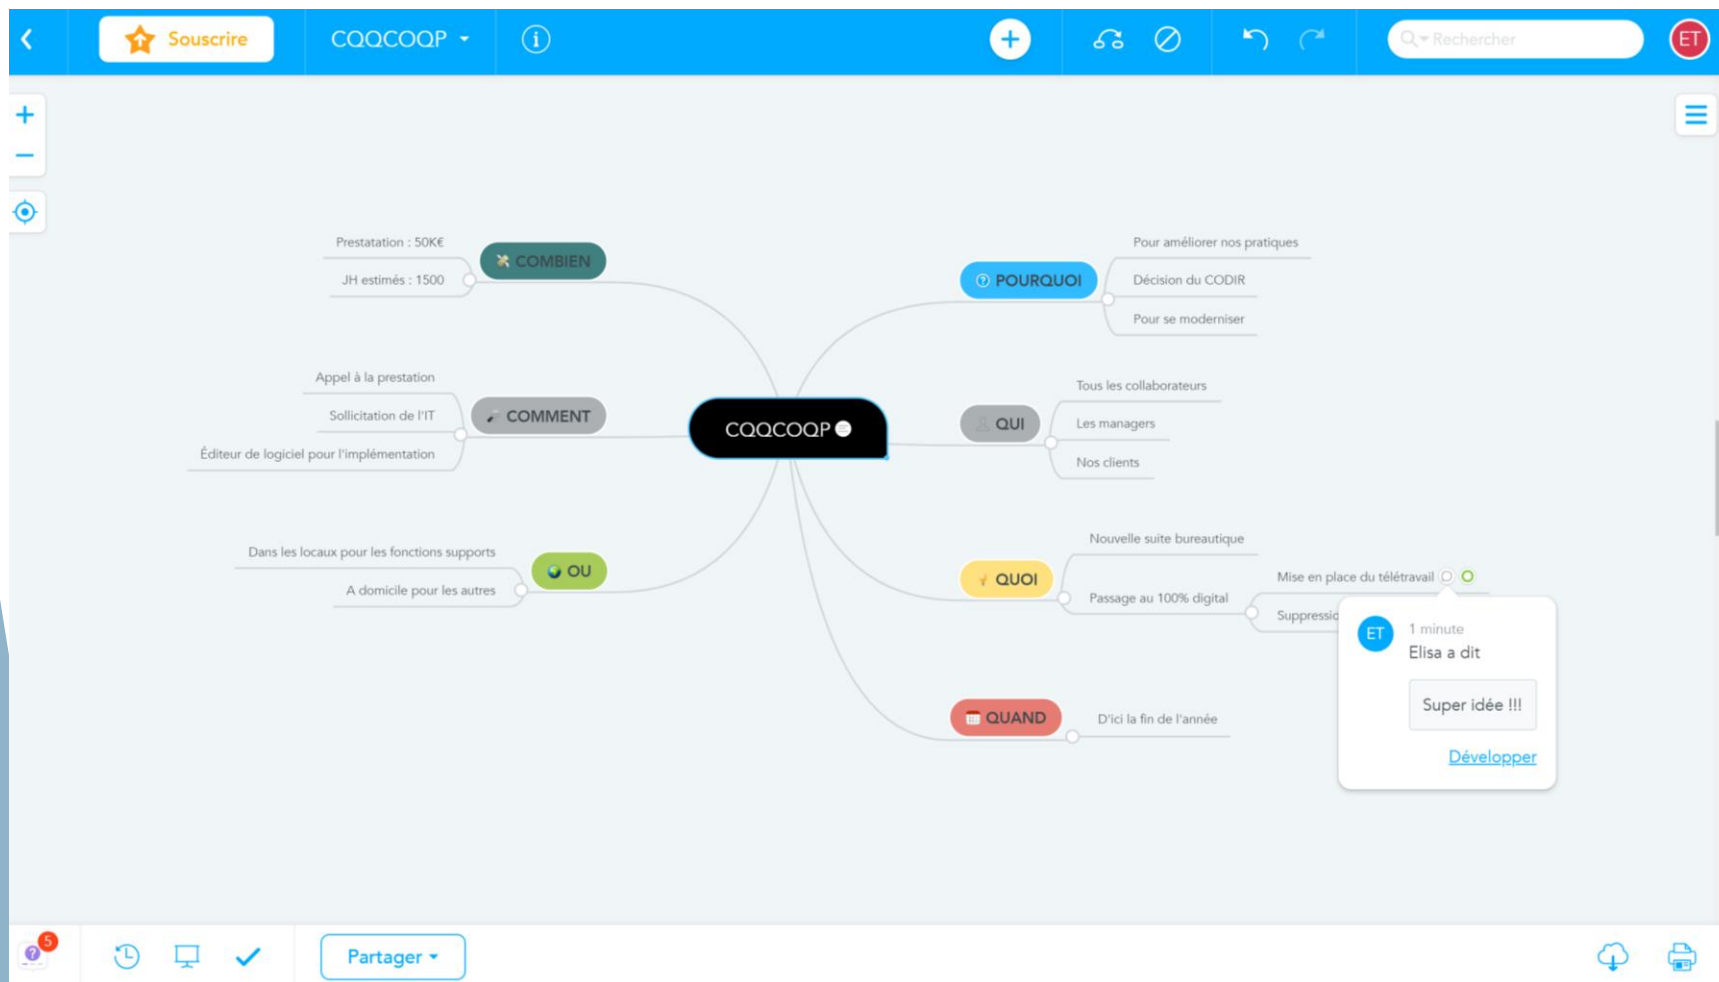 Souscrire
CQQCOQP
Rechercher
ET
Prestatation : 50K€
JH estimés : 1500
COMBIEN
Appel à la prestation
Sollicitation de l'IT
Éditeur de logiciel pour l'implémentation
COMMENT
Dans les locaux pour les fonctions supports
A domicile pour les autres
OU
CQQCOQP
POURQUOI
Pour améliorer nos pratiques
Décision du CODIR
Pour se moderniser
QUI
Tous les collaborateurs
Les managers
Nos clients
QUOI
Nouvelle suite bureautique
Passage au 100% digital
Mise en place du télétravail
ET
1 minute
Elisa a dit
Super idée !!!
Développer
QUAND
D'ici la fin de l'année
5
Partager